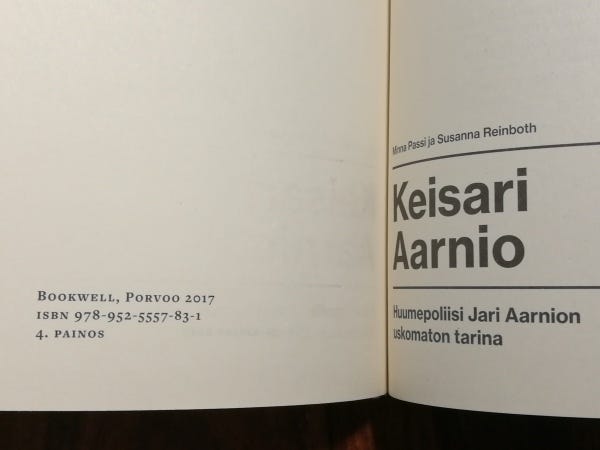 Bookwell, Porvoo 2017
ISBN 978-952-5557-83-1
4. painos
Minna Passi ja Susanna Reinboth
Keisari
Aarnio
Huumepoliisi Jari Aarnion
uskomaton tarina